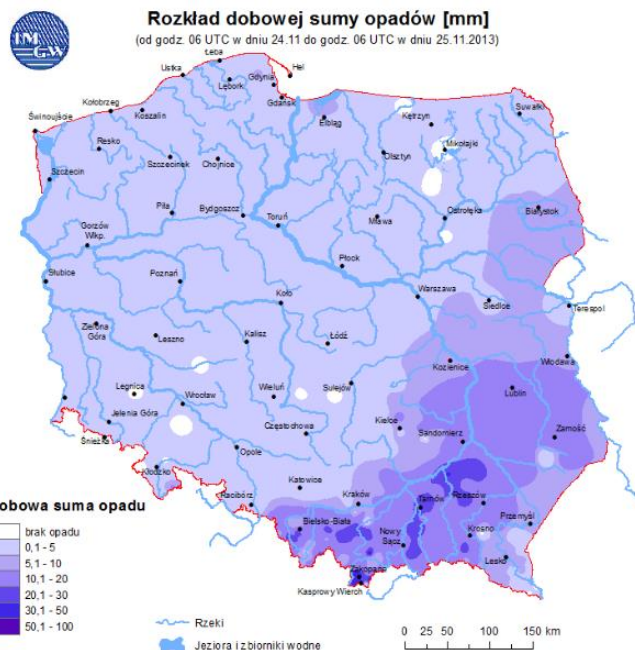 Rozkład dobowej sumy opadów [mm]
(od godz. 06 UTC w dniu 24.11 do godz. 06 UTC w dniu 25.11.2013)
IMGW
Łeba
Hel
Ustka
Gdynia
Lębork
Gdańsk
Kołobrzeg
Koszalin
Świnoujście
Elbląg
Kętrzyn
Suwałki
Resko
Szczecinek
Chojnice
Olsztyn
Mikołajki
Szczecin
Piła
Bydgoszcz
Toruń
Mława
Ostrołęka
Białystok
Gorzów
Wkp.
Płock
Słubice
Poznań
Koło
Warszawa
Siedlce
Terespol
Zielona
Góra
Leszno
Kalisz
Łódź
Kozienice
Włodawa
Legnica
Wrocław
Wieluń
Sulejów
Lublin
Jelenia Góra
Częstochowa
Kielce
Sandomierz
Zamość
Śnieżka
Opole
Kłodzko
Racibórz
Katowice
Kraków
Tarnów
Rzeszów
Przemyśl
Bielsko-Biała
Nowy
Sącz
Krosno
Lesko
Zakopane
Kasprowy Wierch
obowa suma opadu
brak opadu
0,1 - 5
5,1 - 10
10,1 - 20
20,1 - 30
30,1 - 50
50,1 - 100
Rzeki
Jeziora i zbiorniki wodne
0 25 50 100 150 km